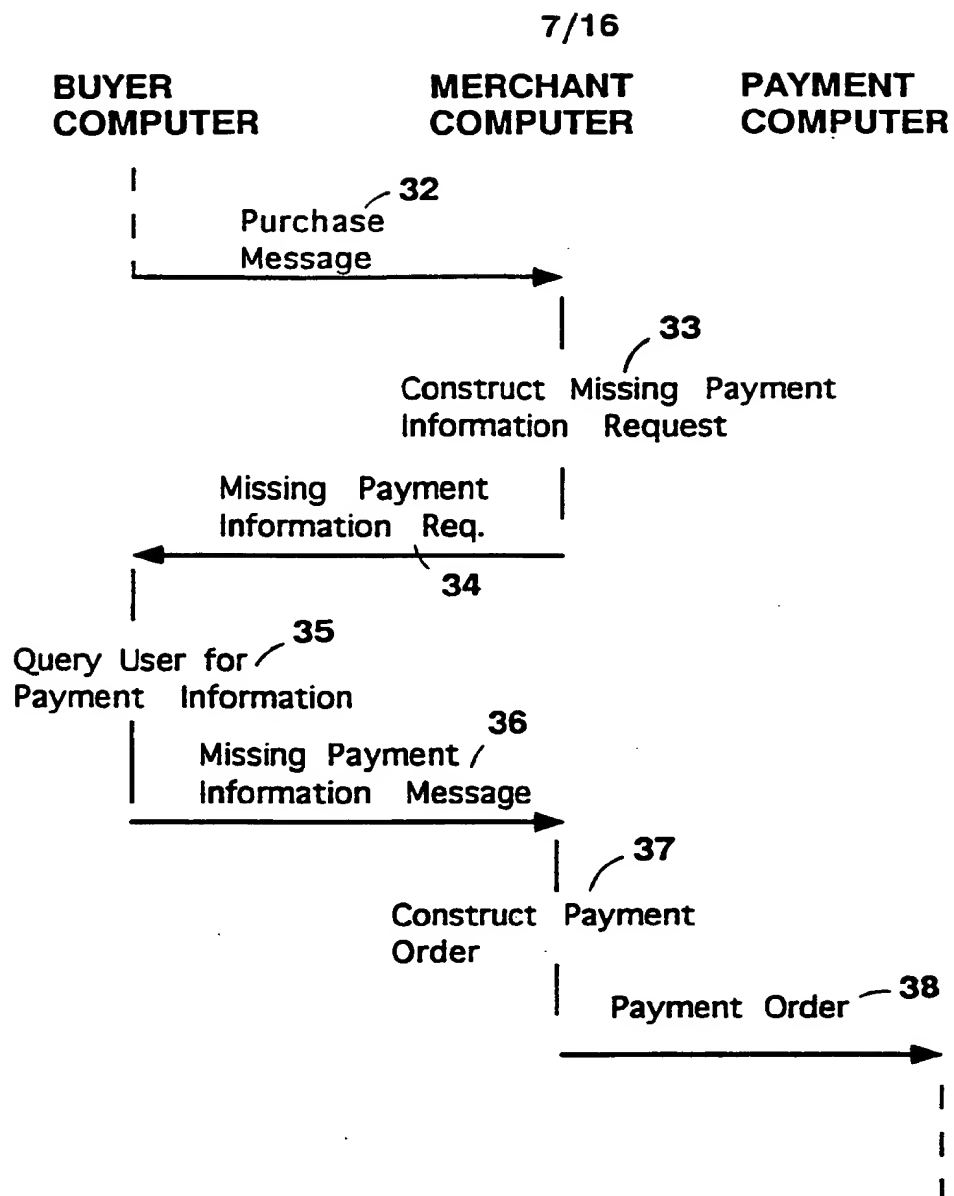 7/16
BUYER
COMPUTER
MERCHANT
COMPUTER
PAYMENT
COMPUTER
32
Purchase
Message
33
Construct Missing Payment
Information Request
Missing Payment
Information Req.
34
35
Query User for
Payment Information
36
Missing Payment
Information Message
37
Construct Payment
Order
Payment Order
38